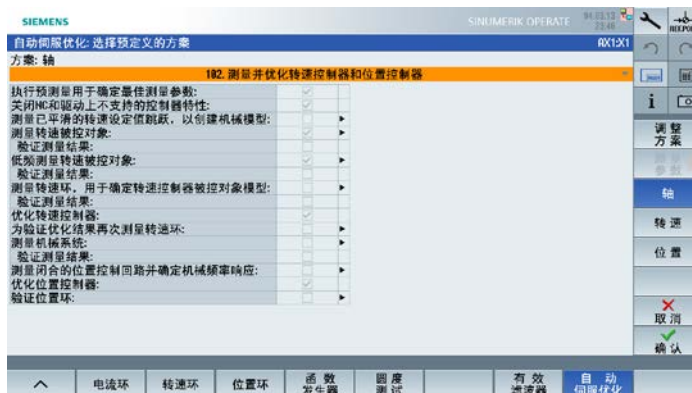 SIEMENS
SINUMERIK OPERATE
23:46
自动伺服优化: 选择预定义的方案
AX1:X1
方案: 轴
102. 测量并优化转速控制器和位置控制器
执行预测量用于确定最佳测量参数:
关闭NC和驱动上不支持的控制器特性:
测量已平滑的转速设定值跳跃，以创建机械模型:
测量转速被控对象:
验证测量结果:
低频测量转速被控对象:
验证测量结果:
测量转速环，用于确定转速控制器被控对象模型:
验证测量结果:
优化转速控制器:
为验证优化结果再次测量转速环:
测量机械系统:
验证测量结果:
测量闭合的位置控制回路并确定机械频率响应:
优化位置控制器:
验证位置环:
调整
方案
测量
参数
轴
转速
位置
取消
确认
电流环
转速环
位置环
函数
发生器
圆度
测试
有效
滤波器
自动
伺服优化